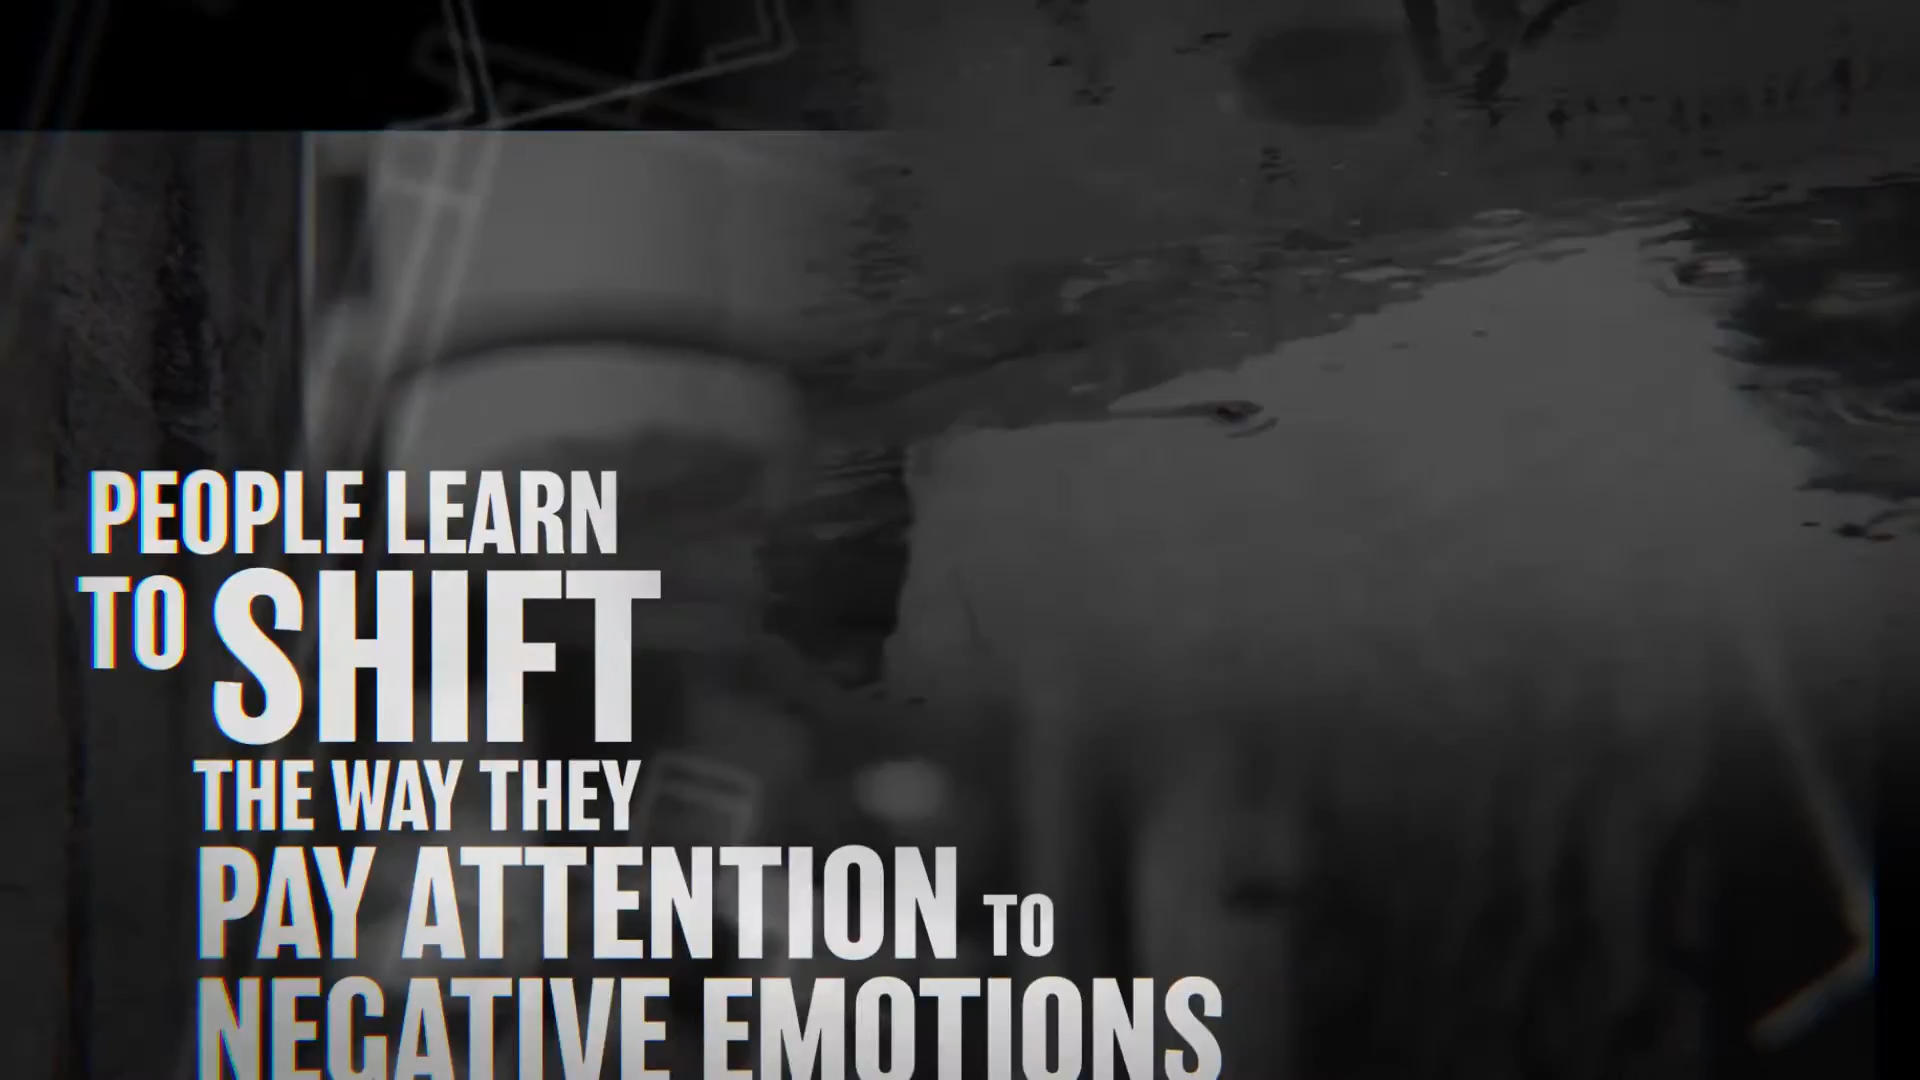 PEOPLE LEARN
TO SHIFT
THE WAY THEY
PAY ATTENTION TO
NEGATIVE EMOTIONS